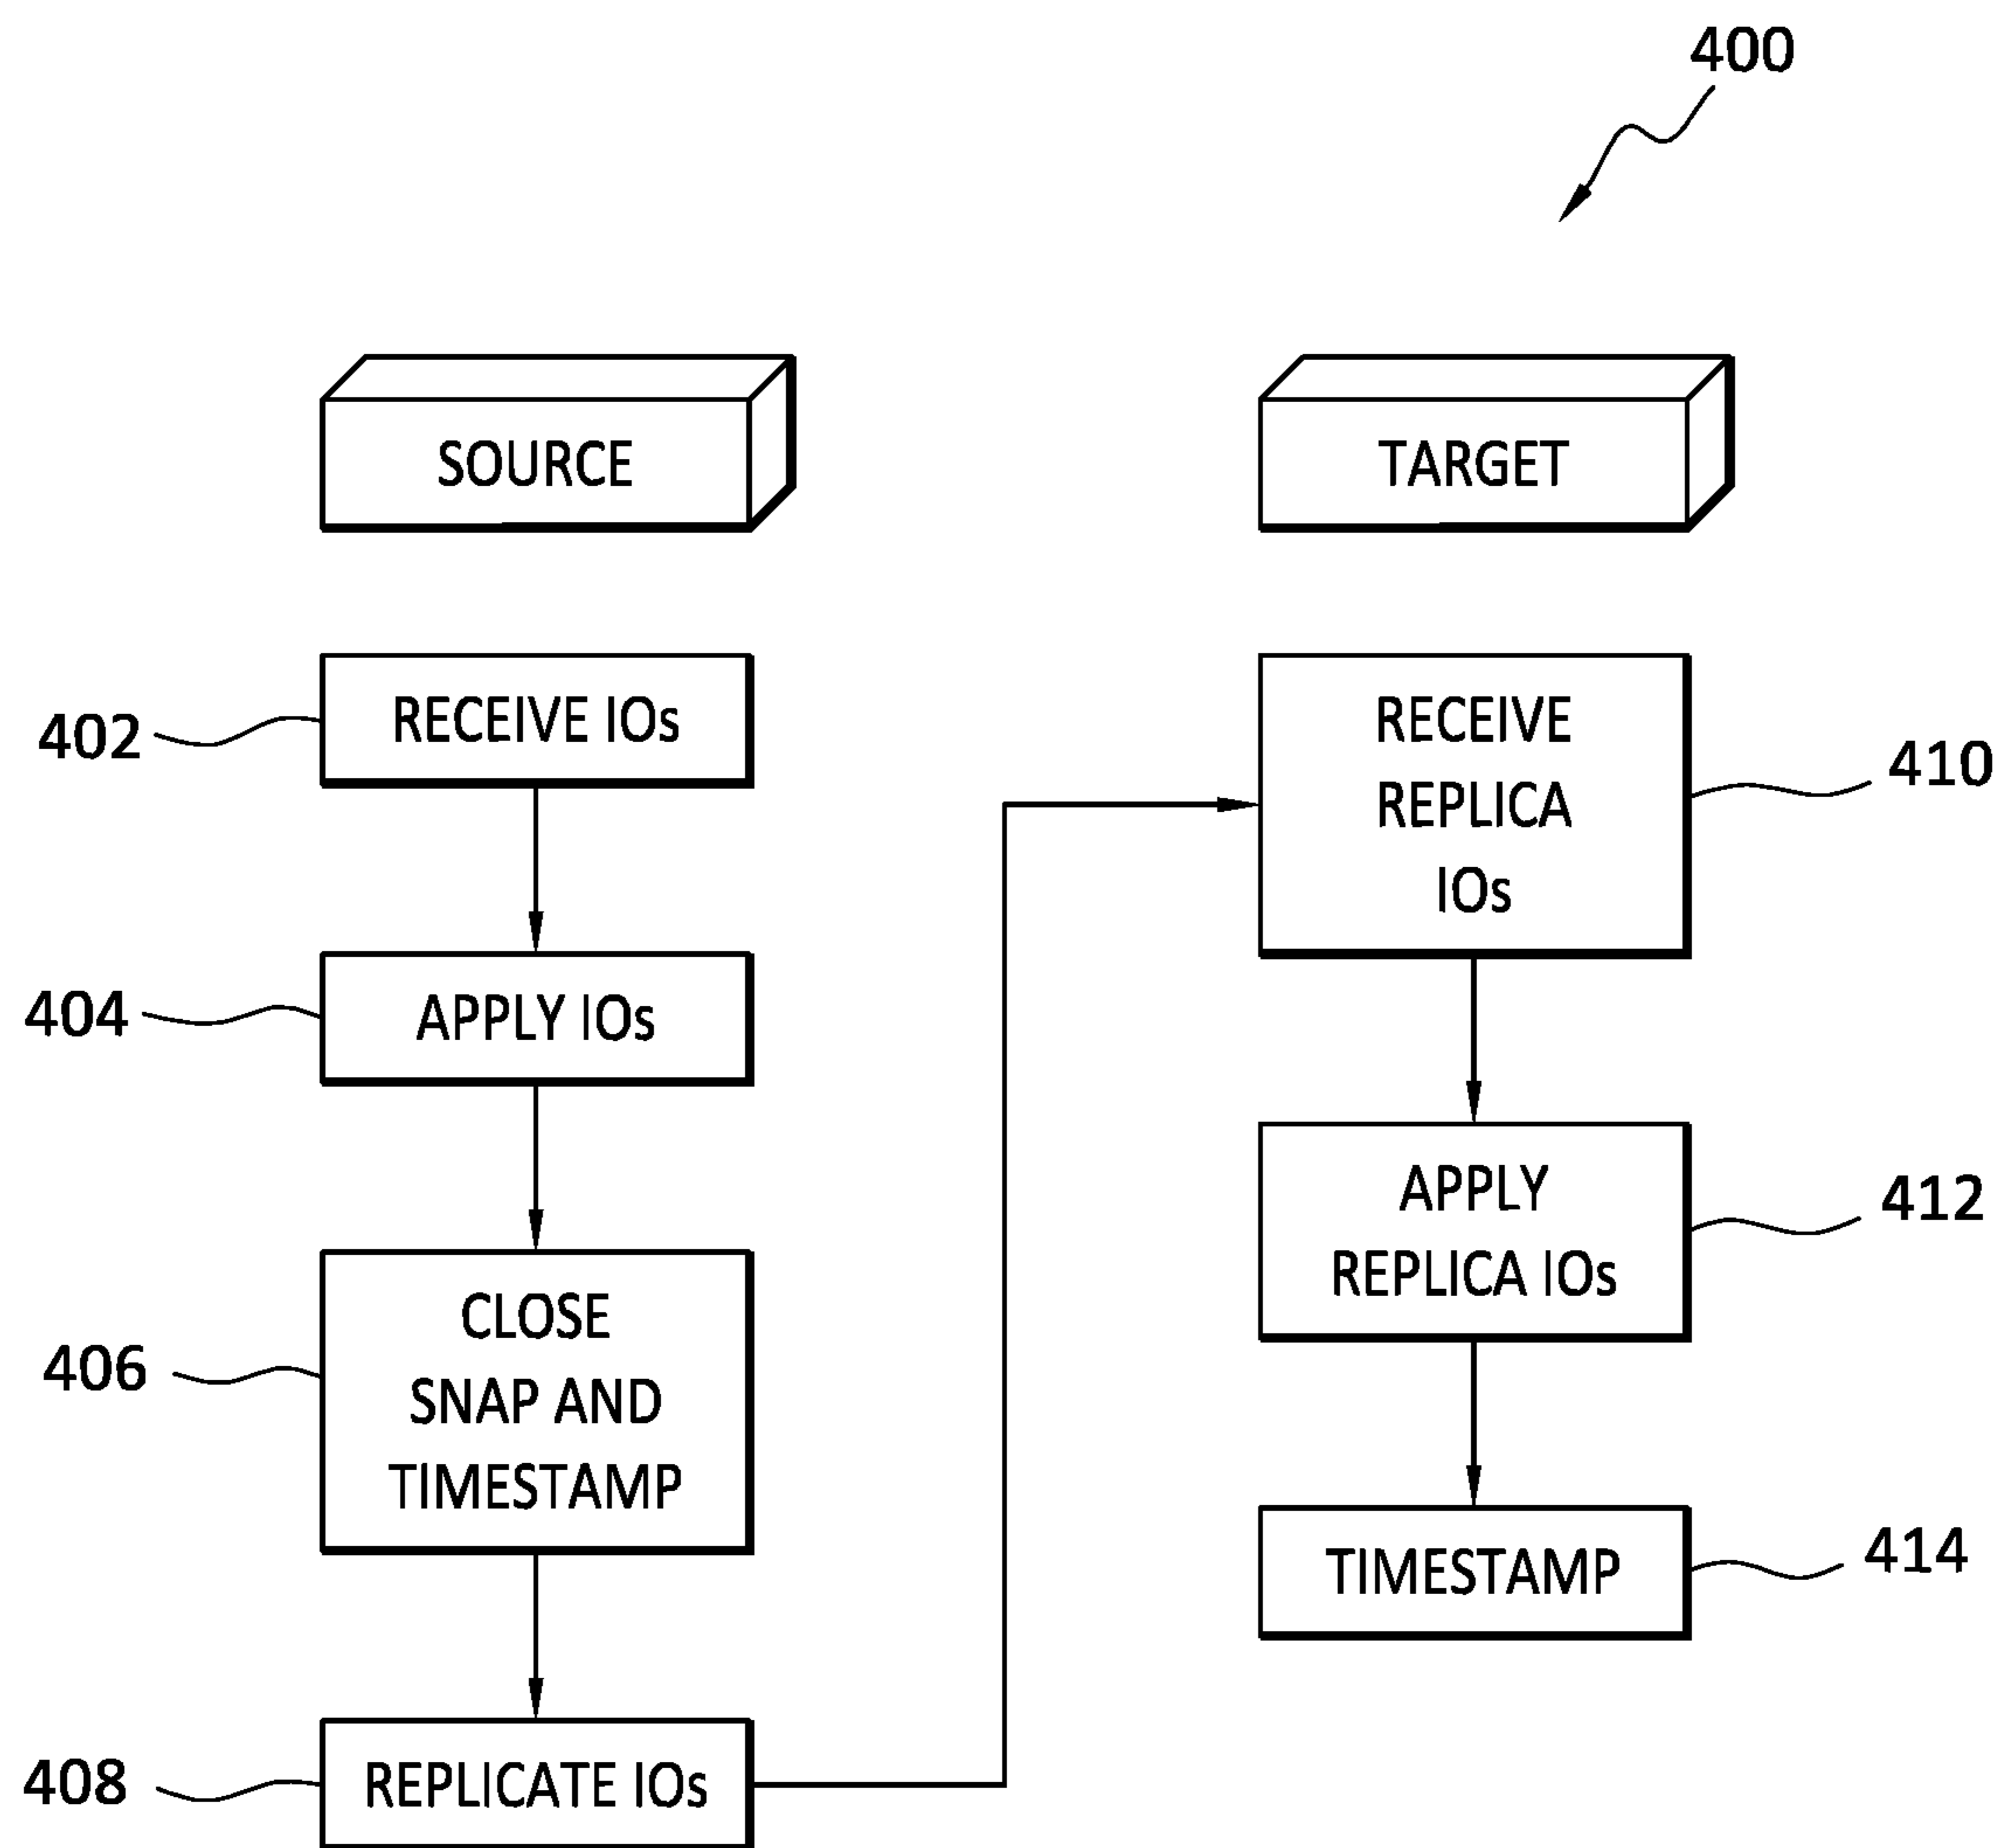 400
SOURCE
TARGET
402
RECEIVE IOs
404
APPLY IOs
406
CLOSE
SNAP AND
TIMESTAMP
408
REPLICATE IOs
RECEIVE
REPLICA
IOs
410
APPLY
REPLICA IOs
412
TIMESTAMP
414